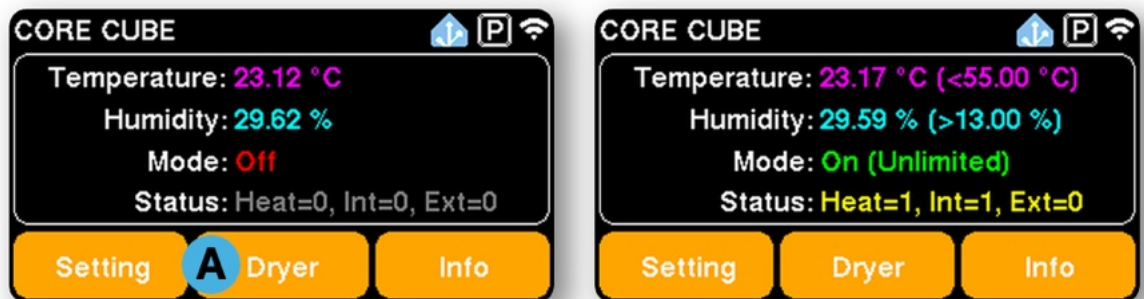 CORE CUBE P
Temperature: 23.12 °C
Humidity: 29.62 %
Mode: Off
Status: Heat=0, Int=0, Ext=0
Setting A Dryer Info
CORE CUBE P
Temperature: 23.17 °C (<55.00 °C)
Humidity: 29.59 % (>13.00 %)
Mode: On (Unlimited)
Status: Heat=1, Int=1, Ext=0
Setting Dryer Info